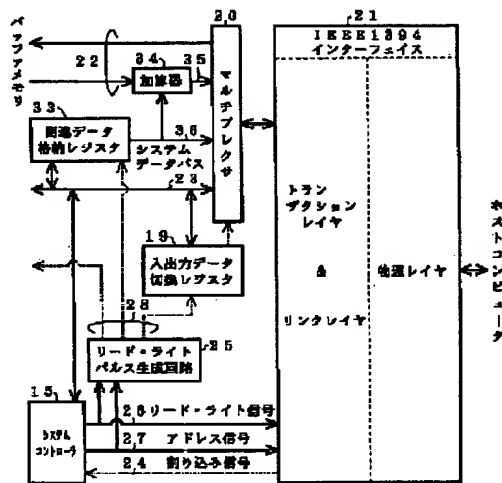 20
21
IEEE1394
インターフェイス
バッファメモリ
22
34
35
加算器
マルチプレクサ
33
関連データ
格納レジスタ
36
システム
データバス
23
トラン
ザクション
レイヤ
&
リンクレイヤ
物理レイヤ
ホストコンピュータ
19
入出力データ
切換レジスタ
28
リード・ライト
パルス生成回路
25
15
システム
コントローラ
26 リード・ライト信号
27 アドレス信号
24 割り込み信号